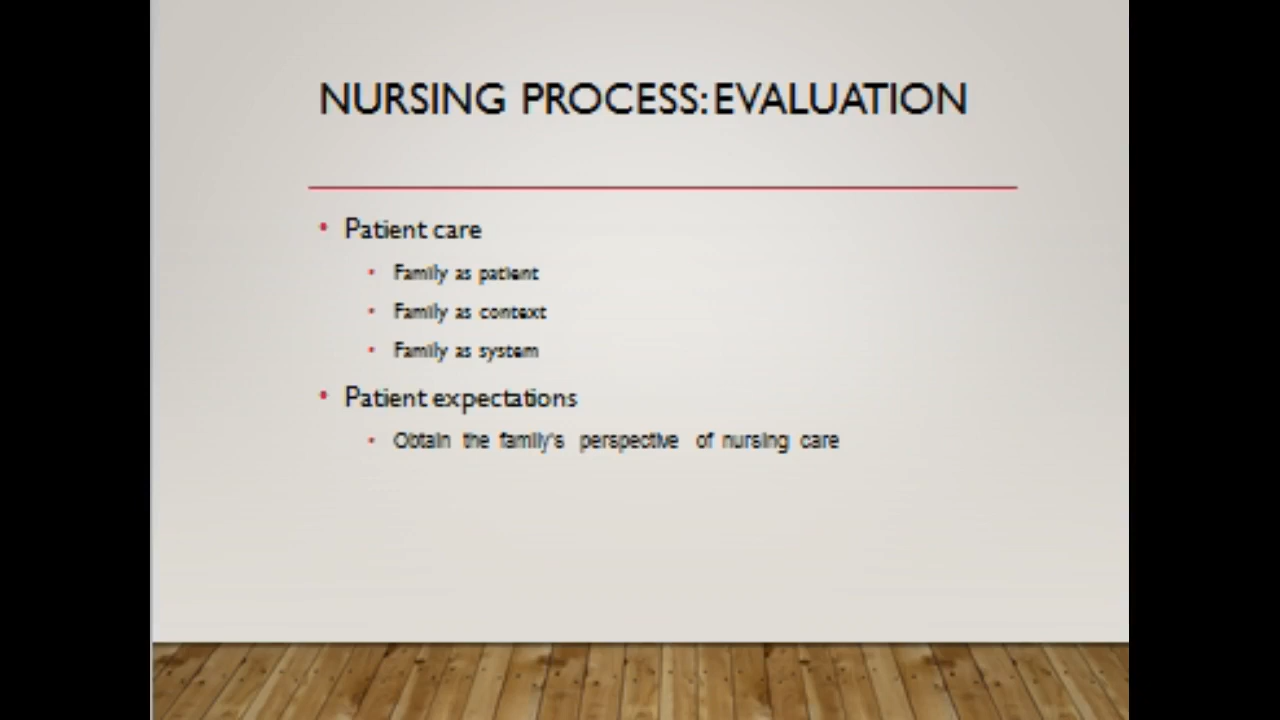 NURSING PROCESS: EVALUATION
• Patient care
• Family as patient
• Family as context
• Family as system
• Patient expectations
• Obtain the family's perspective of nursing care